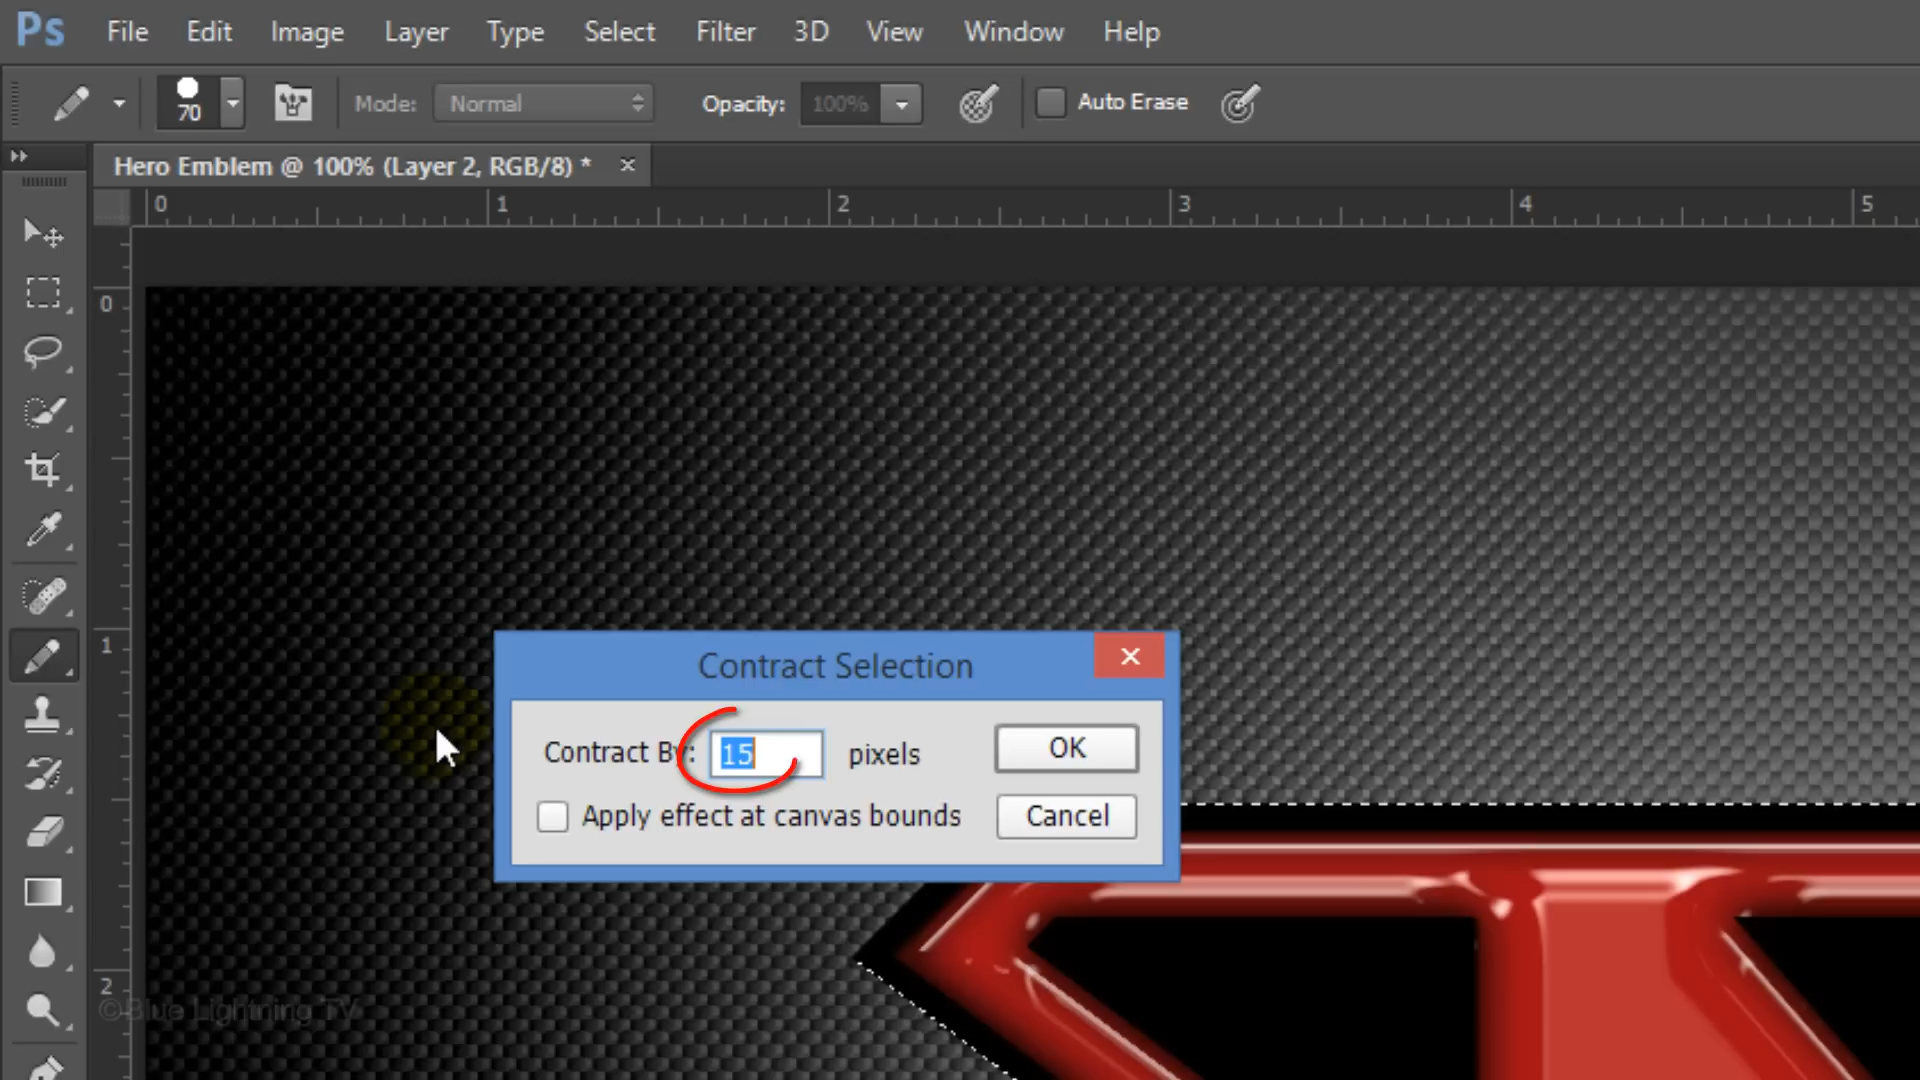 Ps File Edit Image Layer Type Select Filter 3D View Window Help
70 Mode: Normal Opacity: 100% Auto Erase
Hero Emblem @ 100% (Layer 2, RGB/8) * ×
0 1 2 3 4 5
0
1
2
Contract Selection
Contract By: 15 pixels OK
Apply effect at canvas bounds Cancel
©Blue Lightning TV